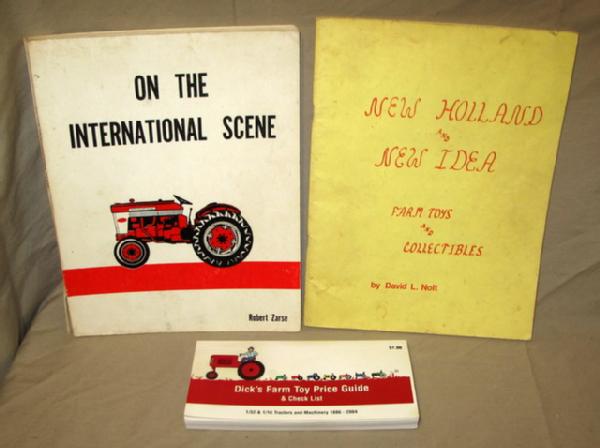 ON THE
INTERNATIONAL SCENE
Robert Zarse
NEW HOLLAND
AND
NEW IDEA
FARM TOYS
AND
COLLECTIBLES
by David L. Nolt
Dick's Farm Toy Price Guide
& Check List